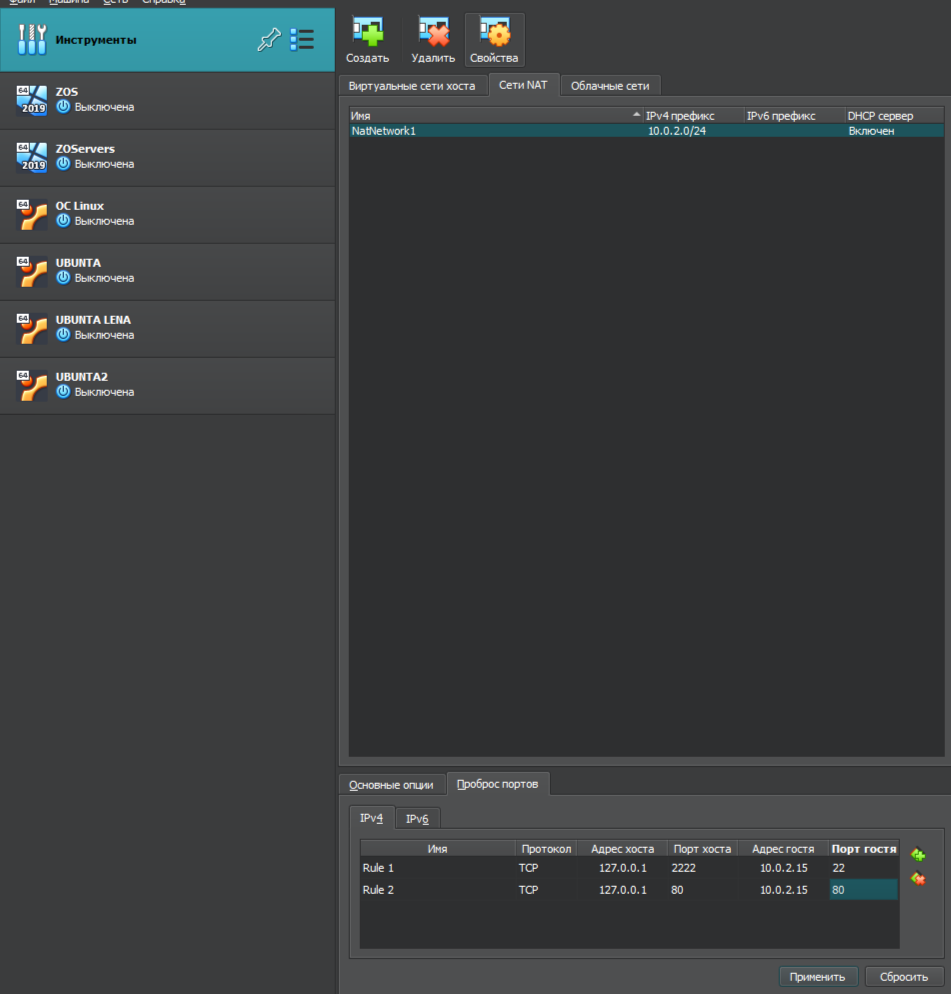 Файл Машина Сеть Справка
Инструменты
Создать Удалить Свойства
64 2019 ZOS
Выключена
64 2019 ZOServers
Выключена
64 OC Linux
Выключена
64 UBUNTA
Выключена
64 UBUNTA LENA
Выключена
64 UBUNTA2
Выключена
Виртуальные сети хоста Сети NAT Облачные сети
Имя IPv4 префикс IPv6 префикс DHCP сервер
NatNetwork1 10.0.2.0/24 Включен
Основные опции Проброс портов
IPv4 IPv6
Имя Протокол Адрес хоста Порт хоста Адрес гостя Порт гостя
Rule 1 TCP 127.0.0.1 2222 10.0.2.15 22
Rule 2 TCP 127.0.0.1 80 10.0.2.15 80
Применить Сбросить